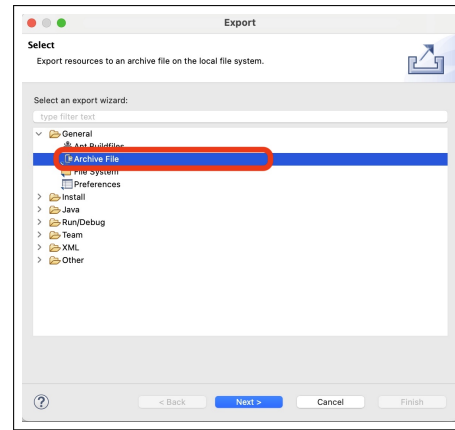 Export
Select
Export resources to an archive file on the local file system.
Select an export wizard:
type filter text
General
Ant Buildfiles
Archive File
File System
Preferences
Install
Java
Run/Debug
Team
XML
Other
? < Back Next > Cancel Finish